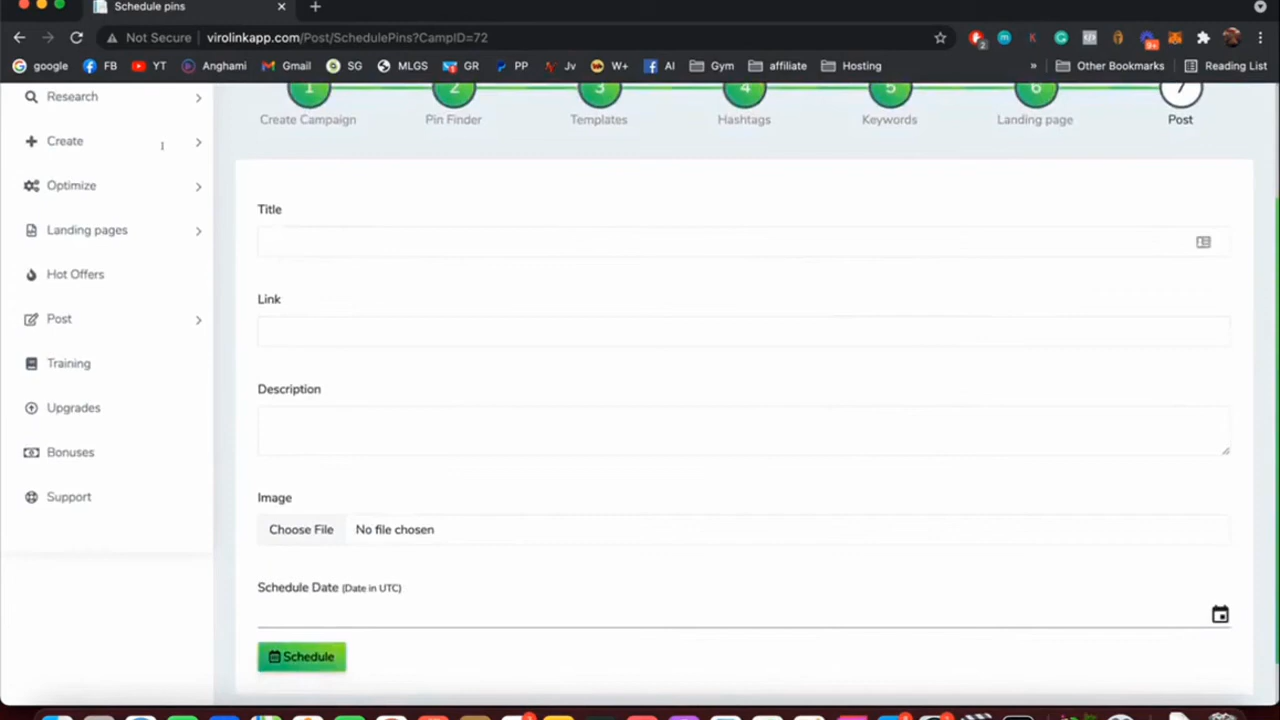 Schedule pins
Not Secure virolinkapp.com/Post/SchedulePins?CampID=72
google FB YT Anghami Gmail SG MLGS GR PP Jv W+ AI Gym affiliate Hosting » Other Bookmarks Reading List
1 2 3 4 5 6 7
Create Campaign Pin Finder Templates Hashtags Keywords Landing page Post
Research
Create
Optimize
Landing pages
Hot Offers
Post
Training
Upgrades
Bonuses
Support
Title
Link
Description
Image
Choose File No file chosen
Schedule Date (Date in UTC)
Schedule